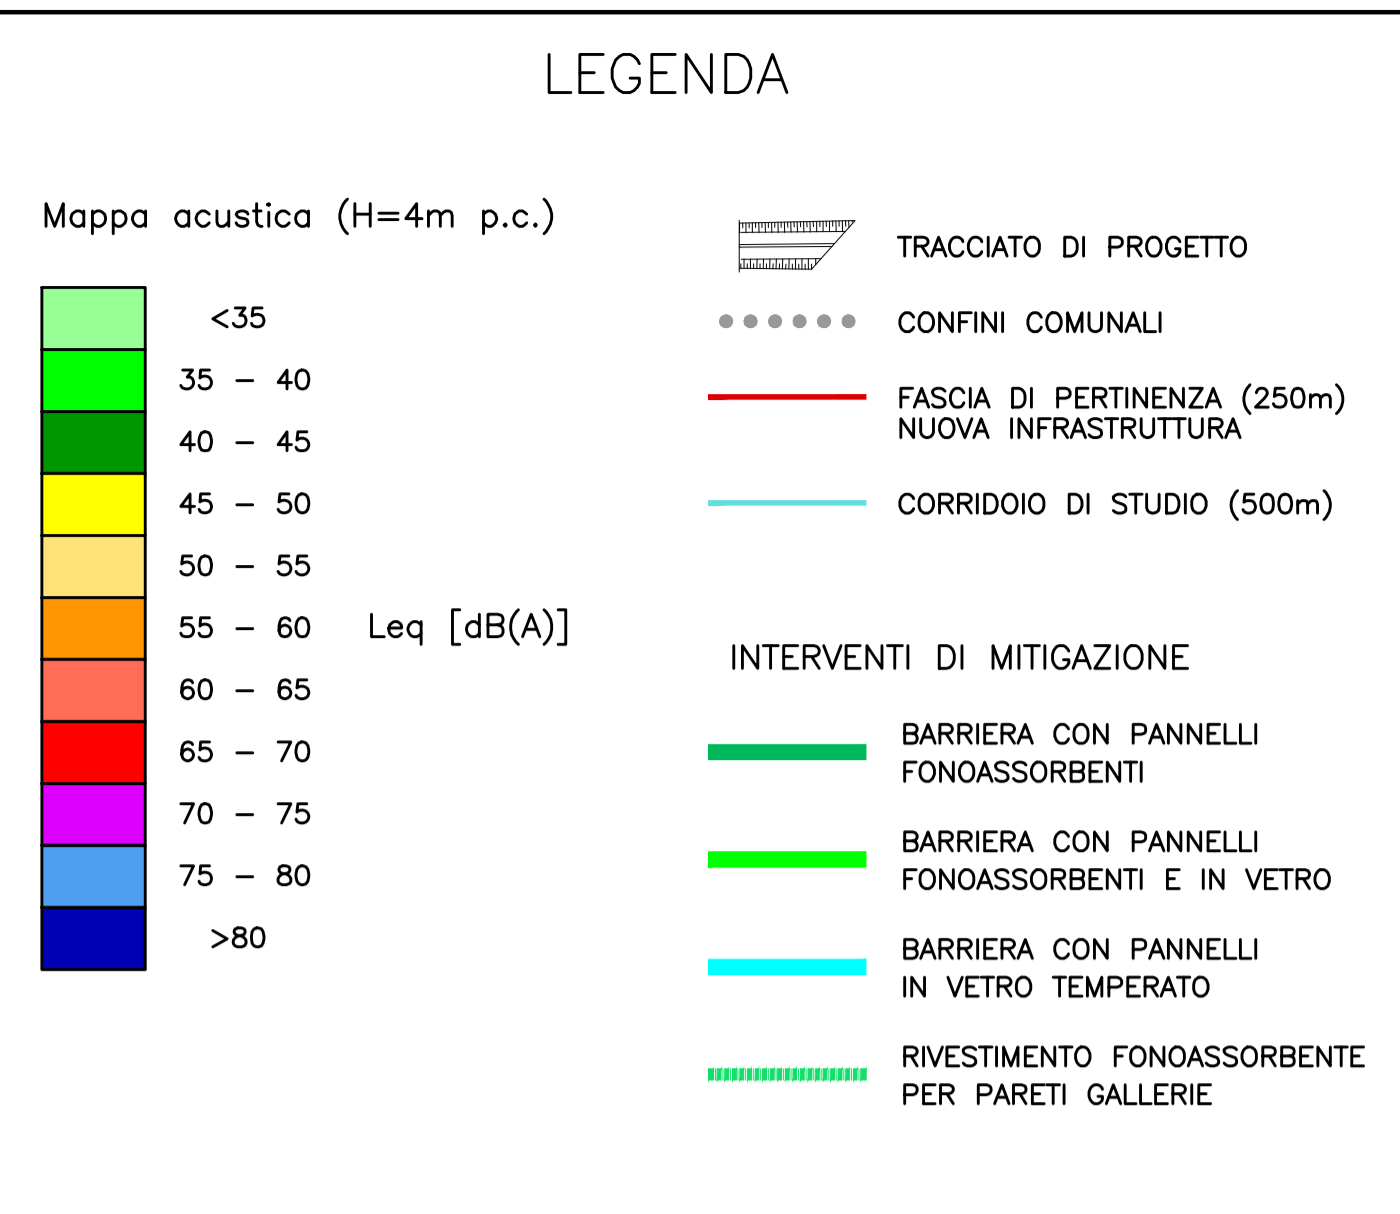 LEGENDA
Mappa acustica (H=4m p.c.)
<35
35 – 40
40 – 45
45 – 50
50 – 55
55 – 60
Leq [dB(A)]
60 – 65
65 – 70
70 – 75
75 – 80
>80
TRACCIATO DI PROGETTO
CONFINI COMUNALI
FASCIA DI PERTINENZA (250m)
NUOVA INFRASTRUTTURA
CORRIDOIO DI STUDIO (500m)
INTERVENTI DI MITIGAZIONE
BARRIERA CON PANNELLI
FONOASSORBENTI
BARRIERA CON PANNELLI
FONOASSORBENTI E IN VETRO
BARRIERA CON PANNELLI
IN VETRO TEMPERATO
RIVESTIMENTO FONOASSORBENTE
PER PARETI GALLERIE